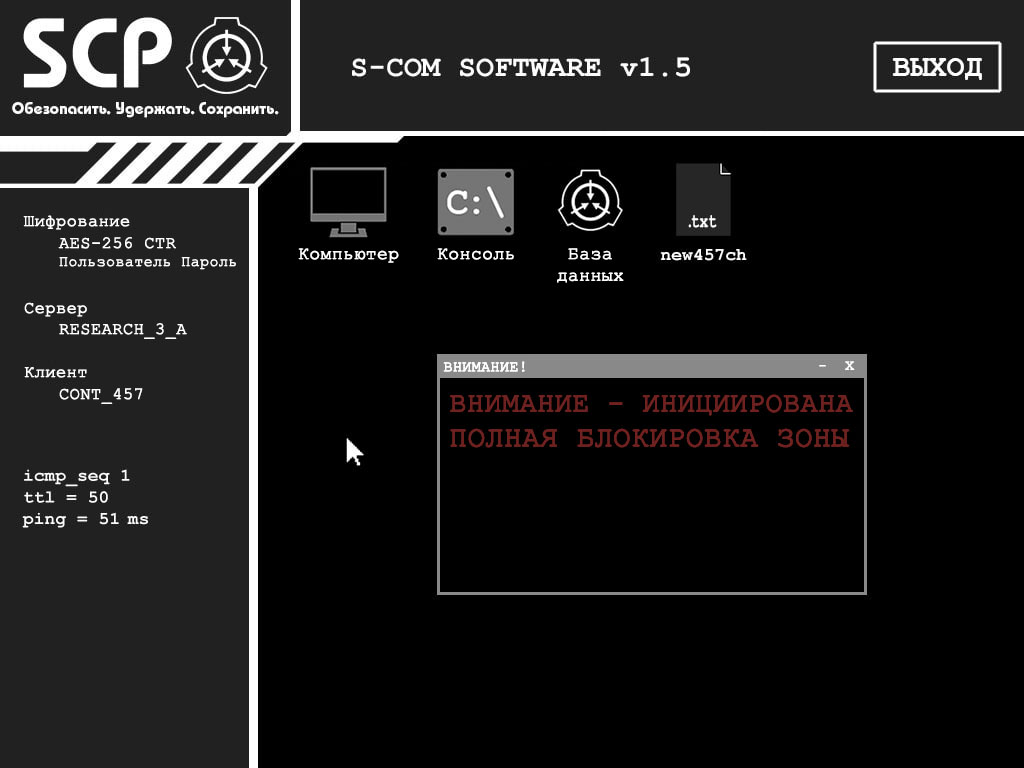 SCP
Обезопасить. Удержать. Сохранить.
S-COM SOFTWARE v1.5
ВЫХОД
Шифрование
AES-256 CTR
Пользователь Пароль
Сервер
RESEARCH_3_A
Клиент
CONT_457
icmp_seq 1
ttl = 50
ping = 51 ms
C:\
.txt
Компьютер
Консоль
База
данных
new457ch
ВНИМАНИЕ!
- X
ВНИМАНИЕ - ИНИЦИИРОВАНА
ПОЛНАЯ БЛОКИРОВКА ЗОНЫ